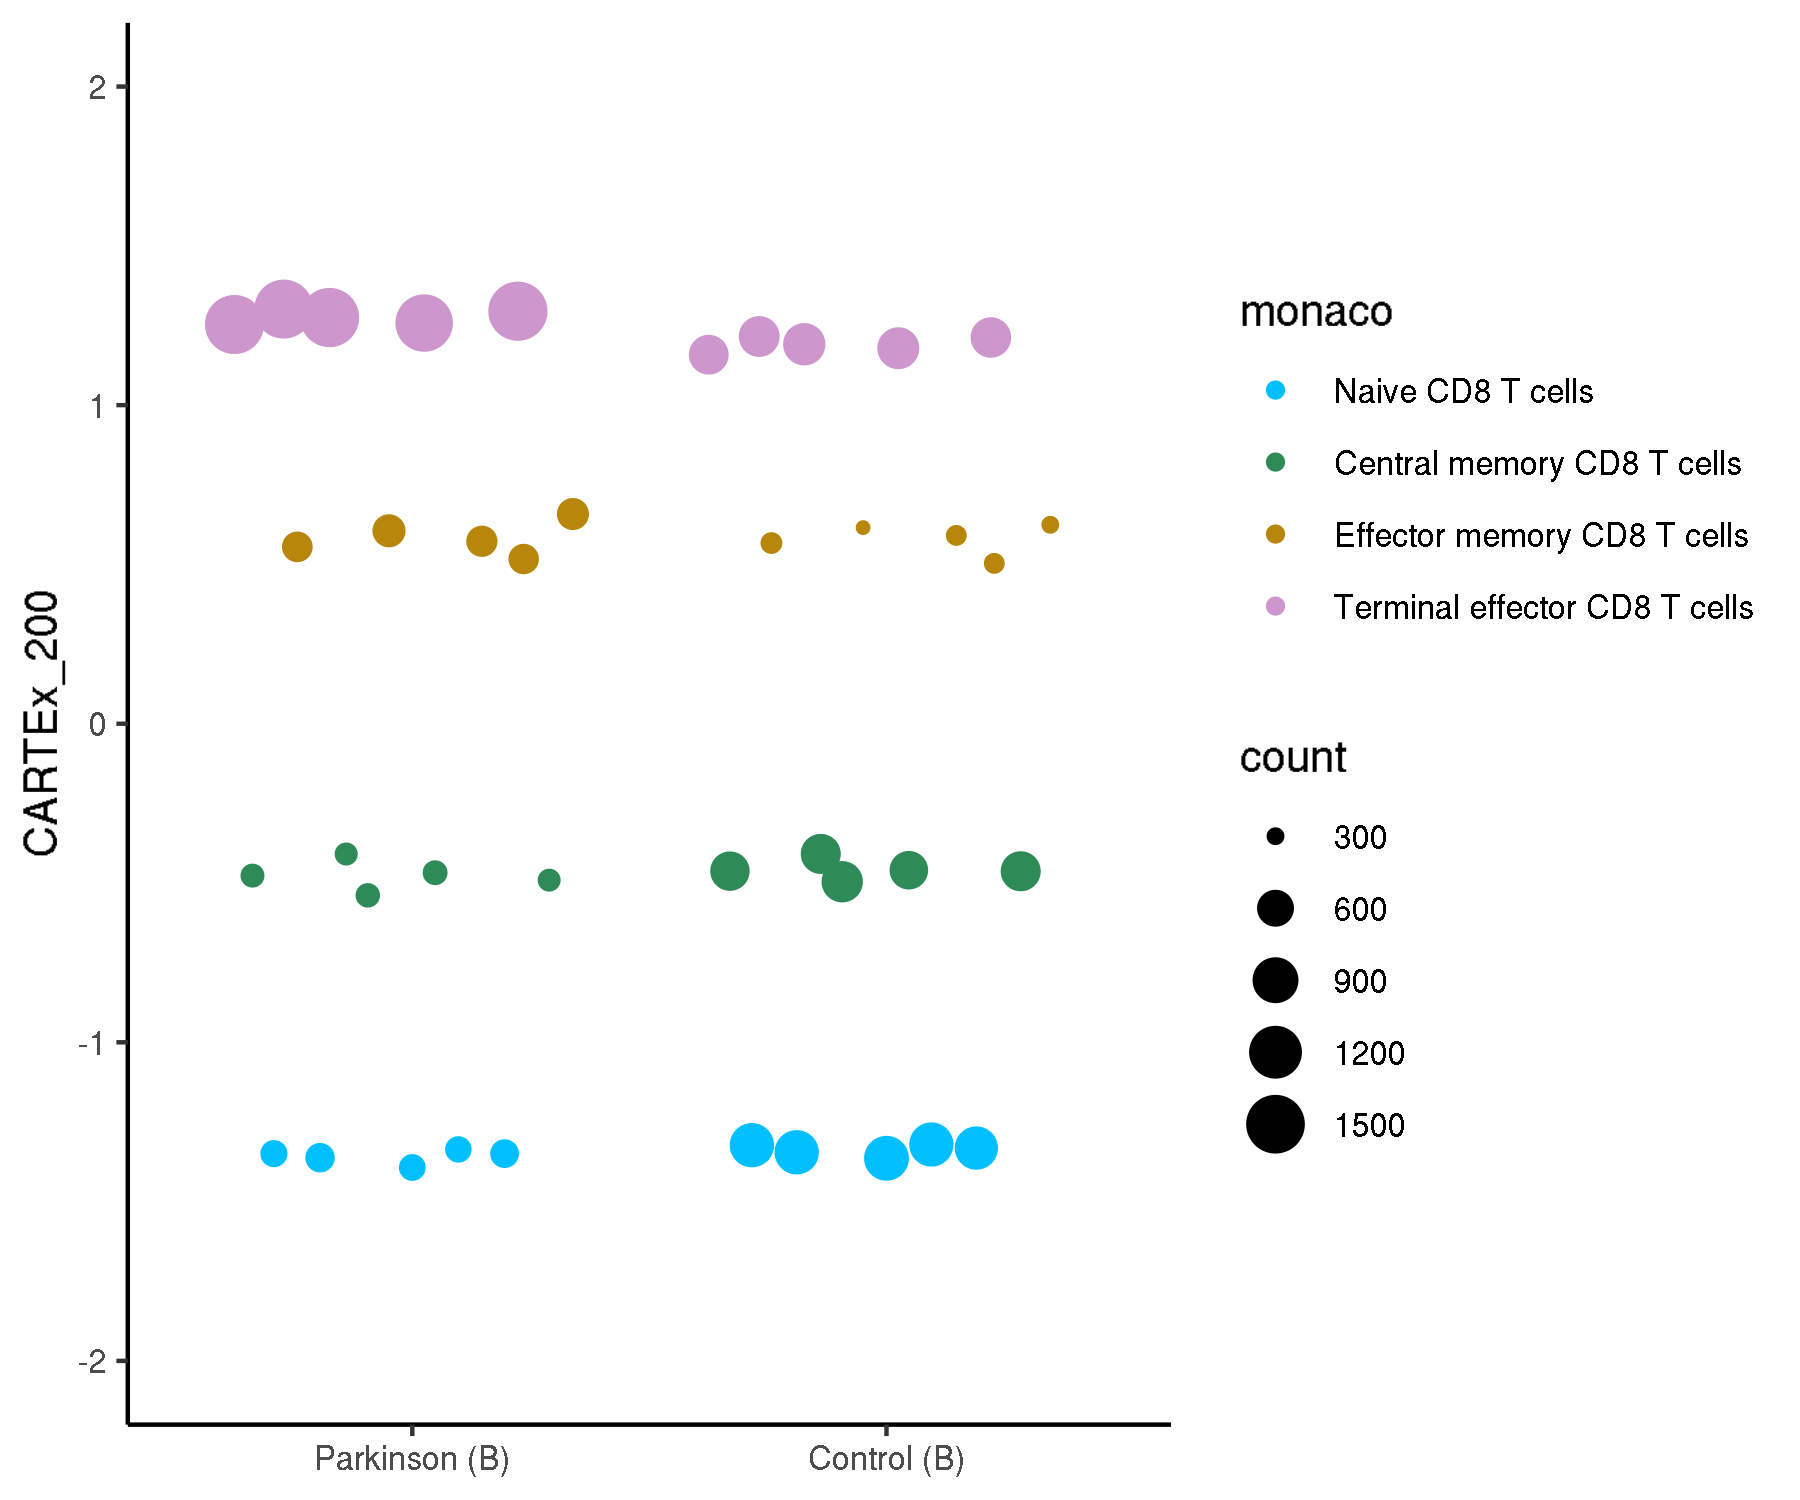 CARTEx_200
2
1
0
-1
-2
Parkinson (B)
Control (B)
monaco
Naive CD8 T cells
Central memory CD8 T cells
Effector memory CD8 T cells
Terminal effector CD8 T cells
count
300
600
900
1200
1500